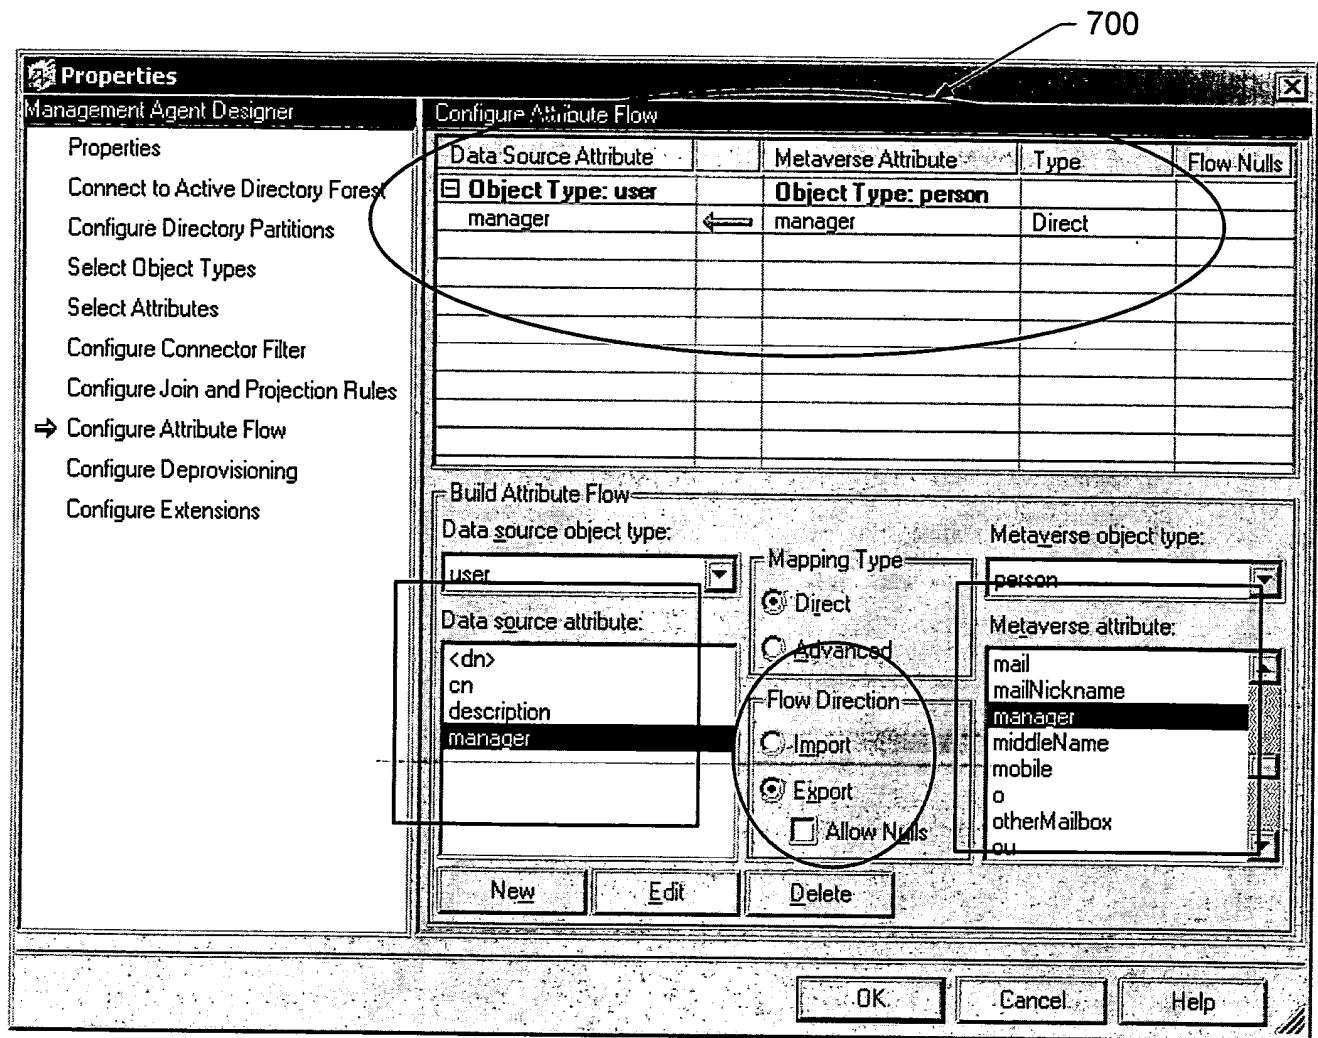 700
Properties
Management Agent Designer
Properties
Connect to Active Directory Forest
Configure Directory Partitions
Select Object Types
Select Attributes
Configure Connector Filter
Configure Join and Projection Rules
Configure Attribute Flow
Configure Deprovisioning
Configure Extensions
Configure Attribute Flow
Data Source Attribute Metaverse Attribute Type Flow Nulls
Object Type: user Object Type: person
manager manager Direct
Build Attribute Flow
Data source object type:
user
Data source attribute:
<dn>
cn
description
manager
Mapping Type
Direct
Advanced
Flow Direction
Import
Export
Allow Nulls
Metaverse object type:
person
Metaverse attribute:
mail
mailNickname
manager
middleName
mobile
o
otherMailbox
ou
New Edit Delete
OK Cancel Help